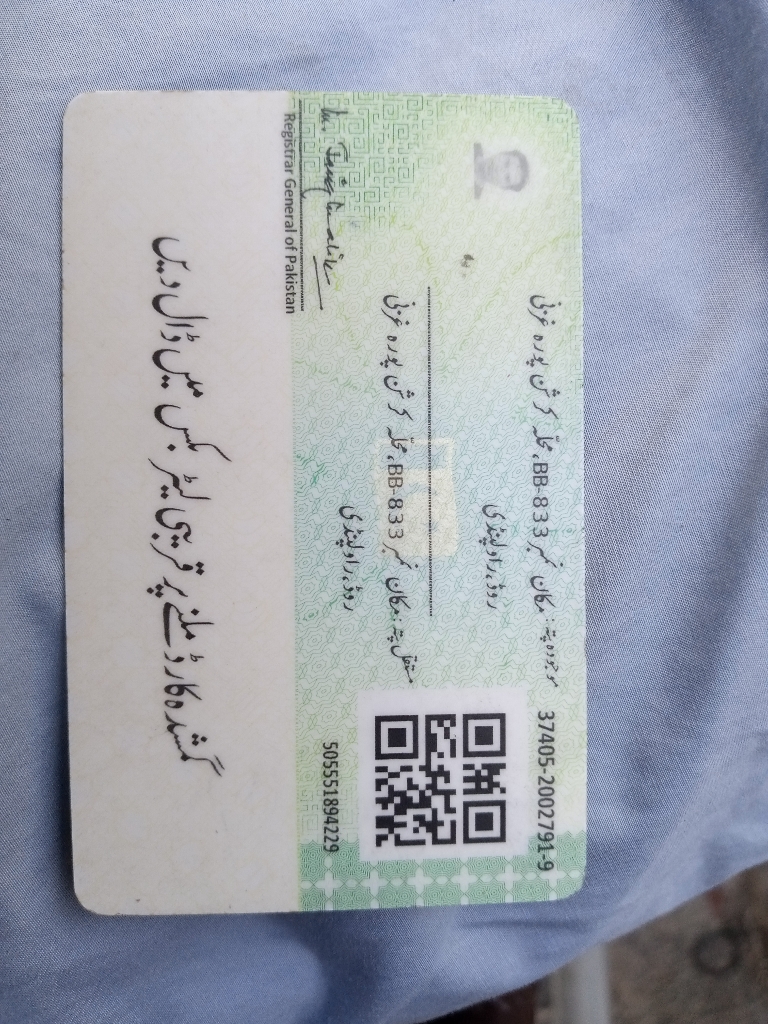 37405-2002791-9
موجودہ پتہ: مکان نمبر BB-833، محلہ کرشن پورہ غزنی
روڈ، راولپنڈی
مستقل پتہ: مکان نمبر BB-833، محلہ کرشن پورہ غزنی
روڈ، راولپنڈی
505551894229
Registrar General of Pakistan
گمشدہ کارڈ ملنے پر قریبی لیٹر بکس میں ڈال دیں